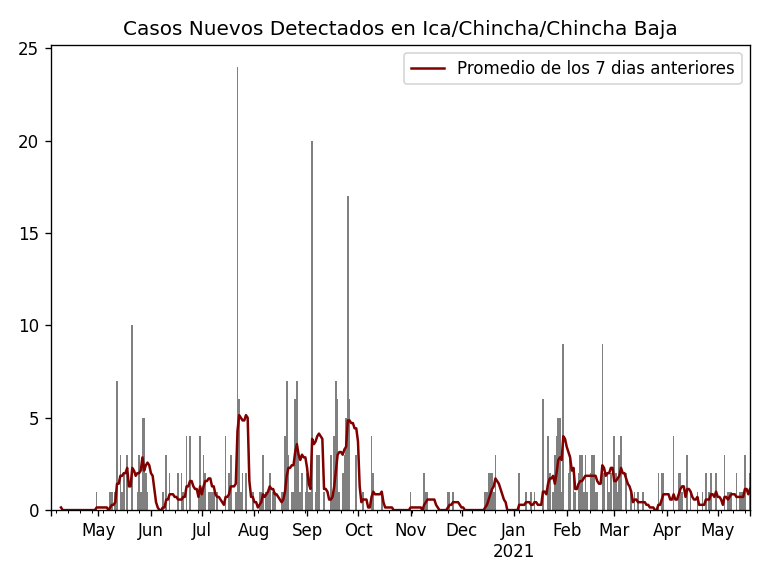 Casos Nuevos Detectados en Ica/Chincha/Chincha Baja
Promedio de los 7 dias anteriores
25
20
15
10
5
0
May Jun Jul Aug Sep Oct Nov Dec Jan Feb Mar Apr May
2021